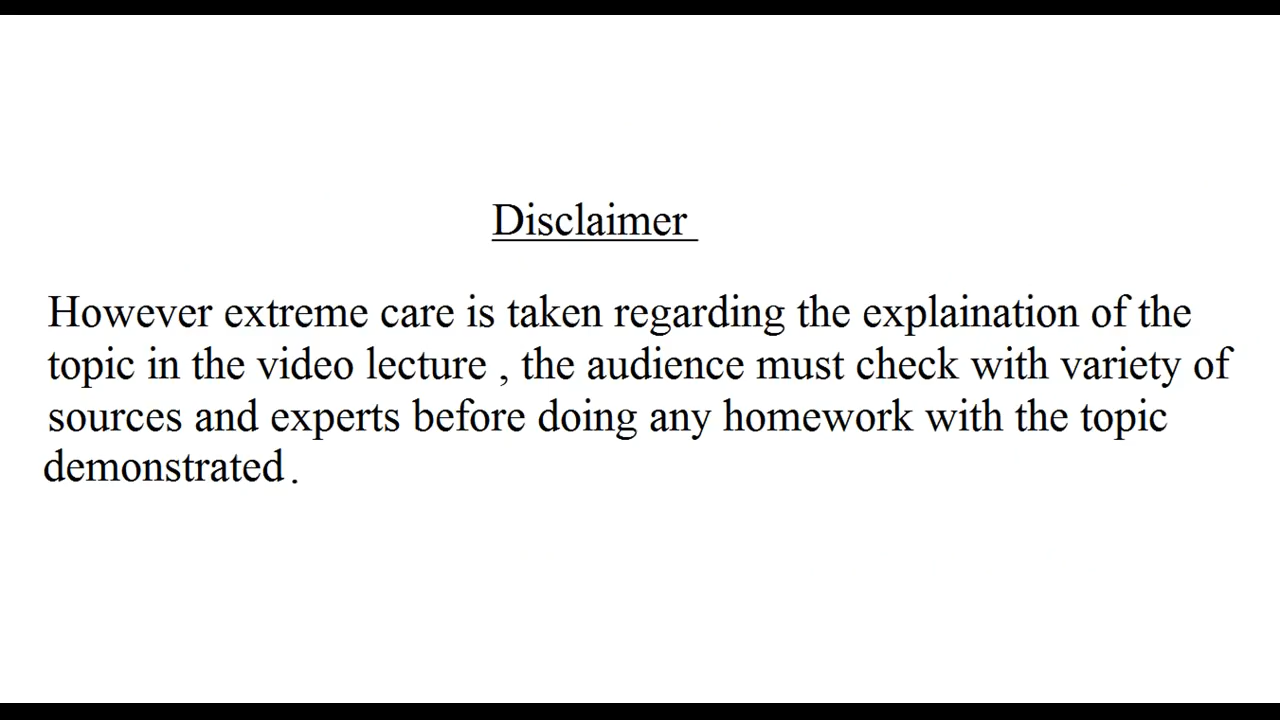 Disclaimer
However extreme care is taken regarding the explaination of the
topic in the video lecture , the audience must check with variety of
sources and experts before doing any homework with the topic
demonstrated .